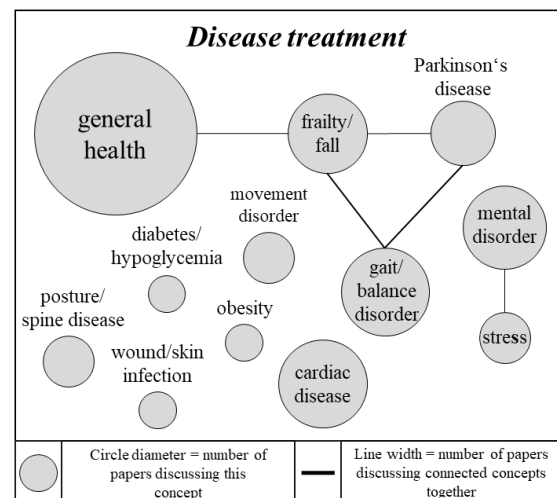 Disease treatment
general
health
frailty/
fall
Parkinson‘s
disease
movement
disorder
mental
disorder
diabetes/
hypoglycemia
gait/
balance
disorder
posture/
spine disease
obesity
stress
wound/skin
infection
cardiac
disease
Circle diameter = number of
papers discussing this
concept
Line width = number of papers
discussing connected concepts
together